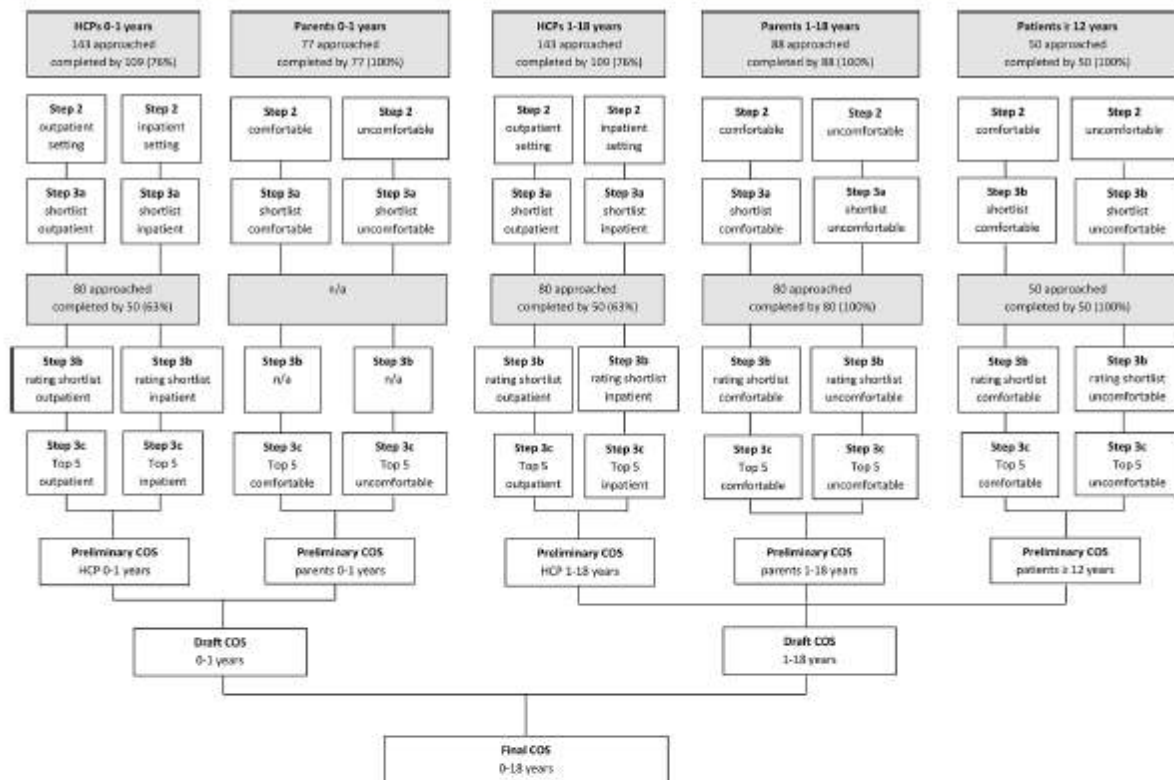 HCPs 0-1 years
143 approached
completed by 109 (76%)
Parents 0-1 years
77 approached
completed by 77 (100%)
HCPs 1-18 years
143 approached
completed by 109 (76%)
Parents 1-18 years
88 approached
completed by 88 (100%)
Patients ≥ 12 years
50 approached
completed by 50 (100%)
Step 2
outpatient
setting
Step 2
inpatient
setting
Step 2
comfortable
Step 2
uncomfortable
Step 2
outpatient
setting
Step 2
inpatient
setting
Step 2
comfortable
Step 2
uncomfortable
Step 2
comfortable
Step 2
uncomfortable
Step 3a
shortlist
outpatient
Step 3a
shortlist
inpatient
Step 3a
shortlist
comfortable
Step 3a
shortlist
uncomfortable
Step 3a
shortlist
outpatient
Step 3a
shortlist
inpatient
Step 3a
shortlist
comfortable
Step 3a
shortlist
uncomfortable
Step 3b
shortlist
comfortable
Step 3b
shortlist
uncomfortable
80 approached
completed by 50 (63%)
n/a
80 approached
completed by 50 (63%)
80 approached
completed by 80 (100%)
50 approached
completed by 50 (100%)
Step 3b
rating shortlist
outpatient
Step 3b
rating shortlist
inpatient
Step 3b
n/a
Step 3b
n/a
Step 3b
rating shortlist
outpatient
Step 3b
rating shortlist
inpatient
Step 3b
rating shortlist
comfortable
Step 3b
rating shortlist
uncomfortable
Step 3b
rating shortlist
comfortable
Step 3b
rating shortlist
uncomfortable
Step 3c
Top 5
outpatient
Step 3c
Top 5
inpatient
Step 3c
Top 5
comfortable
Step 3c
Top 5
uncomfortable
Step 3c
Top 5
outpatient
Step 3c
Top 5
inpatient
Step 3c
Top 5
comfortable
Step 3c
Top 5
uncomfortable
Step 3c
Top 5
comfortable
Step 3c
Top 5
uncomfortable
Preliminary COS
HCP 0-1 years
Preliminary COS
parents 0-1 years
Preliminary COS
HCP 1-18 years
Preliminary COS
parents 1-18 years
Preliminary COS
patients ≥ 12 years
Draft COS
0-1 years
Draft COS
1-18 years
Final COS
0-18 years